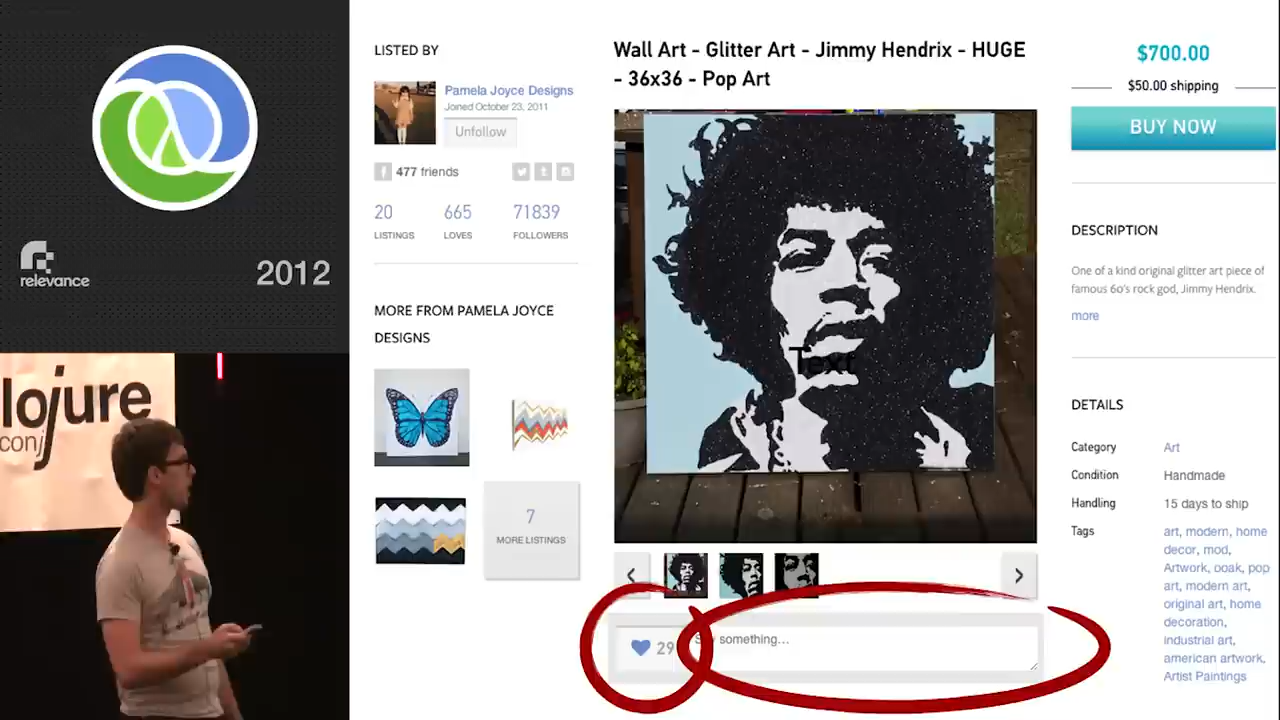 relevance
2012
lojure
conj
LISTED BY
Pamela Joyce Designs
Joined October 23, 2011
Unfollow
477 friends
20
665
71839
LISTINGS
LOVES
FOLLOWERS
MORE FROM PAMELA JOYCE
DESIGNS
7
MORE LISTINGS
Wall Art - Glitter Art - Jimmy Hendrix - HUGE
- 36x36 - Pop Art
Text
29
something...
$700.00
$50.00 shipping
BUY NOW
DESCRIPTION
One of a kind original glitter art piece of
famous 60's rock god, Jimmy Hendrix.
more
DETAILS
Category Art
Condition Handmade
Handling 15 days to ship
Tags art, modern, home
decor, mod,
Artwork, ooak, pop
art, modern art,
original art, home
decoration,
industrial art,
american artwork,
Artist Paintings